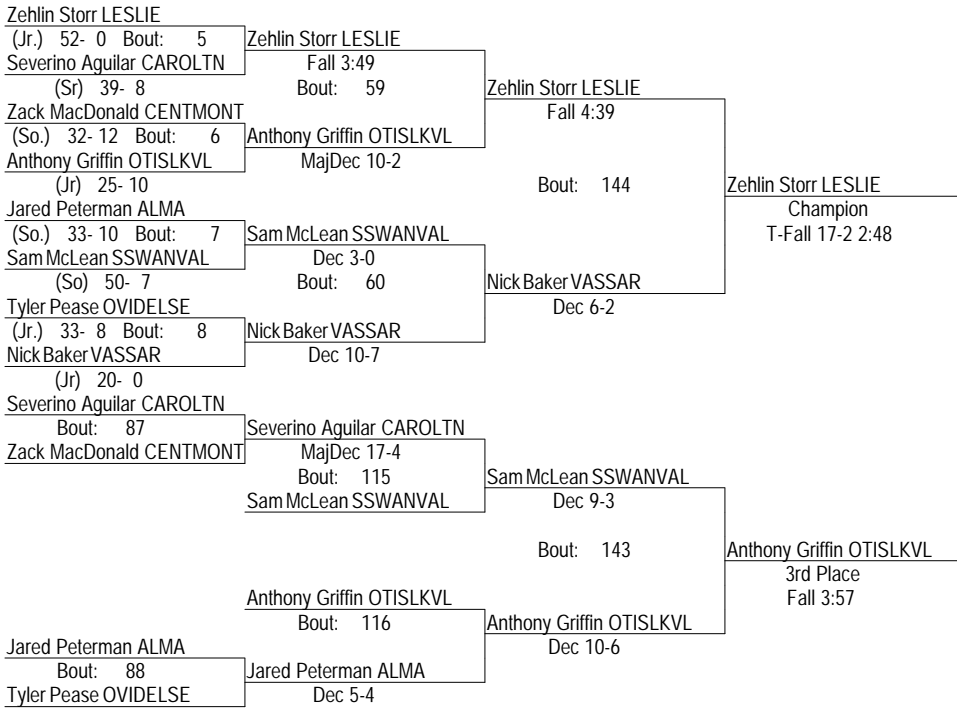 Zehlin Storr LESLIE
(Jr.) 52- 0 Bout: 5
Severino Aguilar CAROLTN
(Sr) 39- 8
Zack MacDonald CENTMONT
(So.) 32- 12 Bout: 6
Anthony Griffin OTISLKVL
(Jr) 25- 10
Jared Peterman ALMA
(So.) 33- 10 Bout: 7
Sam McLean SSWANVAL
(So) 50- 7
Tyler Pease OVIDELSE
(Jr.) 33- 8 Bout: 8
Nick Baker VASSAR
(Jr) 20- 0
Severino Aguilar CAROLTN
Bout: 87
Zack MacDonald CENTMONT
Jared Peterman ALMA
Bout: 88
Tyler Pease OVIDELSE
Zehlin Storr LESLIE
Fall 3:49
Bout: 59
Anthony Griffin OTISLKVL
MajDec 10-2
Sam McLean SSWANVAL
Dec 3-0
Bout: 60
Nick Baker VASSAR
Dec 10-7
Severino Aguilar CAROLTN
MajDec 17-4
Bout: 115
Sam McLean SSWANVAL
Anthony Griffin OTISLKVL
Bout: 116
Jared Peterman ALMA
Dec 5-4
Zehlin Storr LESLIE
Fall 4:39
Bout: 144
Nick Baker VASSAR
Dec 6-2
Sam McLean SSWANVAL
Dec 9-3
Bout: 143
Anthony Griffin OTISLKVL
Dec 10-6
Zehlin Storr LESLIE
Champion
T-Fall 17-2 2:48
Anthony Griffin OTISLKVL
3rd Place
Fall 3:57